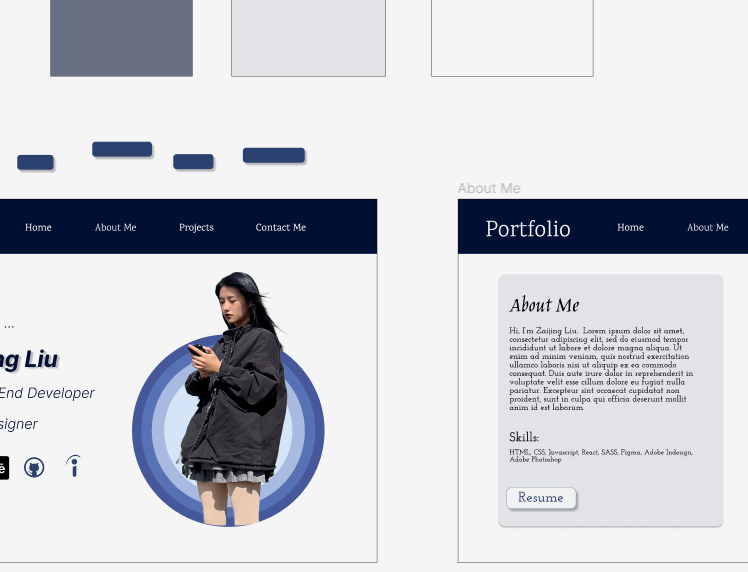 Home About Me Projects Contact Me
...
ng Liu
End Developer
signer
About Me
Portfolio Home About Me
About Me
Hi, I'm Zaijing Liu. Lorem ipsum dolor sit amet,
consectetur adipiscing elit, sed do eiusmod tempor
incididunt ut labore et dolore magna aliqua. Ut
enim ad minim veniam, quis nostrud exercitation
ullamco laboris nisi ut aliquip ex ea commodo
consequat. Duis aute irure dolor in reprehenderit in
voluptate velit esse cillum dolore eu fugiat nulla
pariatur. Excepteur sint occaecat cupidatat non
proident, sunt in culpa qui officia deserunt mollit
anim id est laborum.
Skills:
HTML, CSS, Javascript, React, SASS, Figma, Adobe Indesign,
Adobe Photoshop
Resume